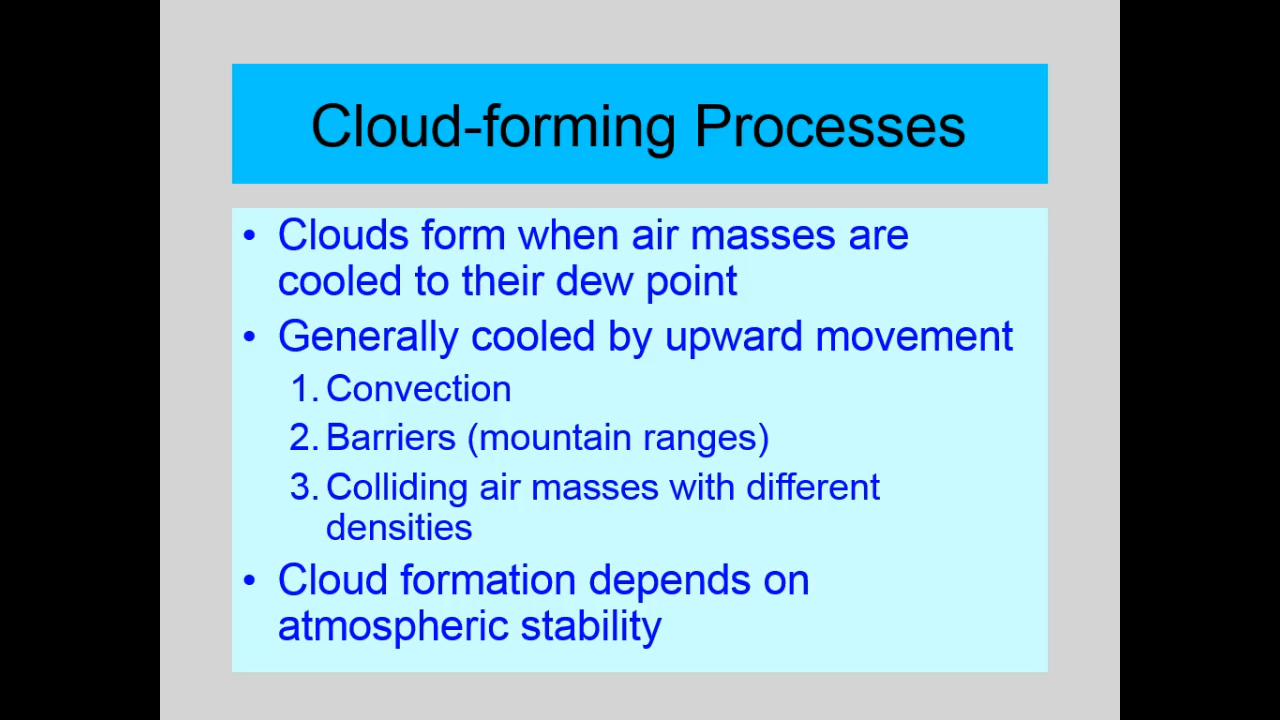 Cloud-forming Processes
• Clouds form when air masses are
cooled to their dew point
• Generally cooled by upward movement
1. Convection
2. Barriers (mountain ranges)
3. Colliding air masses with different
densities
• Cloud formation depends on
atmospheric stability